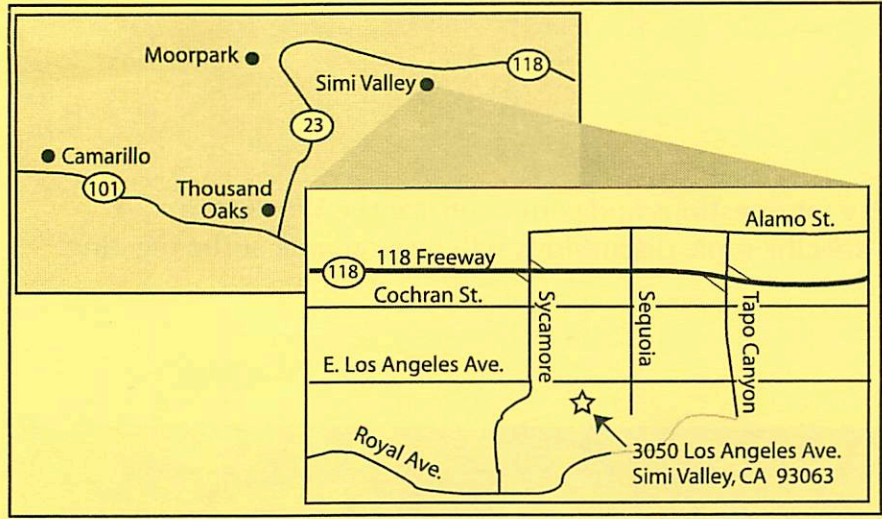 Moorpark
Simi Valley
118
23
Camarillo
101
Thousand
Oaks
Alamo St.
118 Freeway
118
Cochran St.
Sycamore
Sequoia
Tapo Canyon
E. Los Angeles Ave.
Royal Ave.
3050 Los Angeles Ave.
Simi Valley, CA 93063